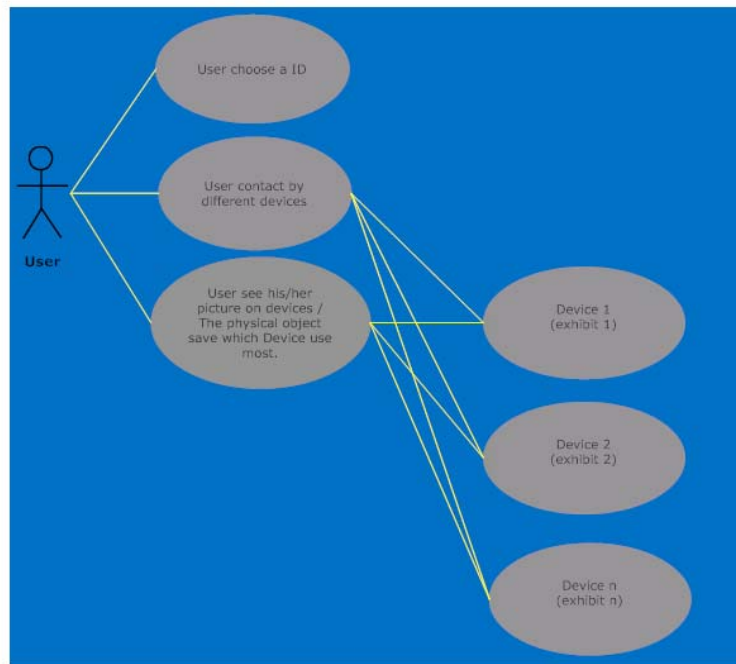 User choose a ID
User contact by
different devices
User
User see his/her
picture on devices /
The physical object
save which Device use
most.
Device 1
(exhibit 1)
Device 2
(exhibit 2)
Device n
(exhibit n)